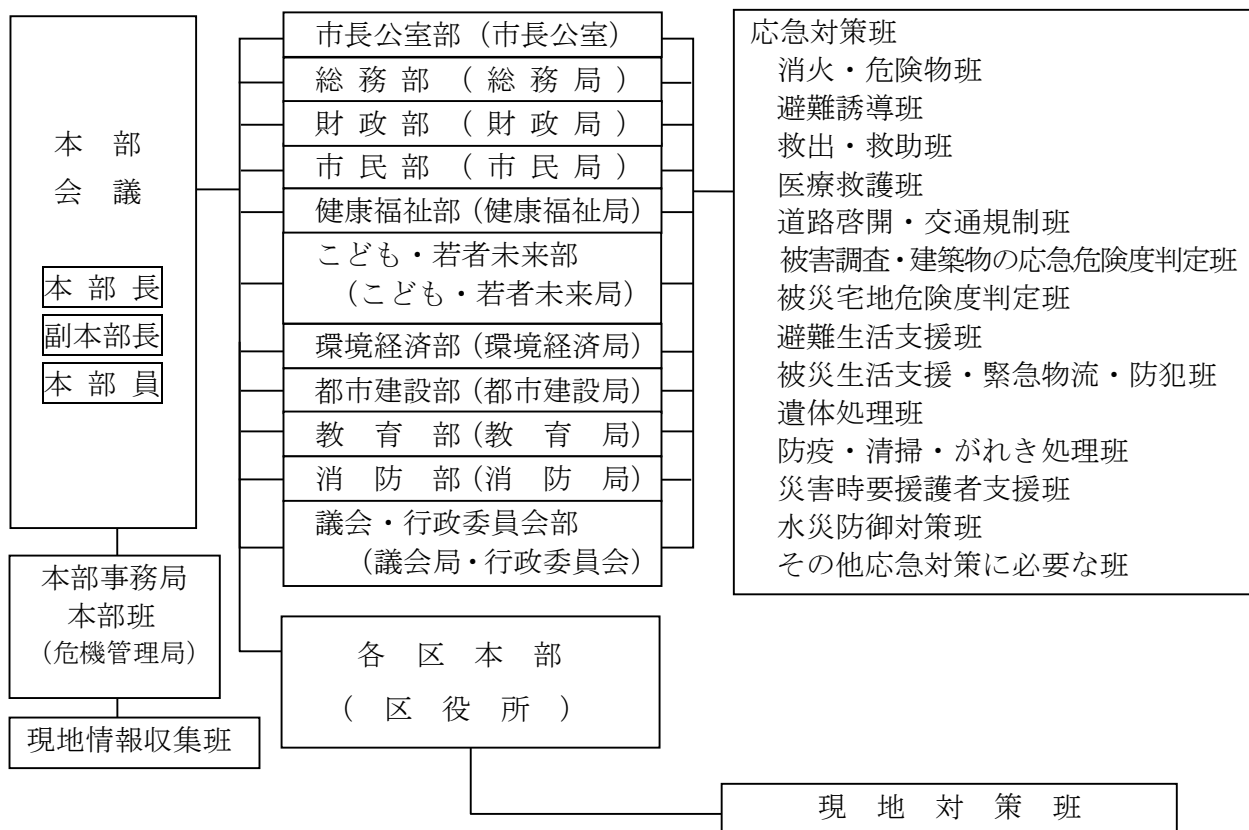 本部
会議
本部長
副本部長
本部員
本部事務局
本部班
(危機管理局)
現地情報収集班
市長公室部(市長公室)
総務部(総務局)
財政部(財政局)
市民部(市民局)
健康福祉部(健康福祉局)
こども・若者未来部
(こども・若者未来局)
環境経済部(環境経済局)
都市建設部(都市建設局)
教育部(教育局)
消防部(消防局)
議会・行政委員会部
(議会局・行政委員会)
各区本部
(区役所)
応急対策班
消火・危険物班
避難誘導班
救出・救助班
医療救護班
道路啓開・交通規制班
被害調査・建築物の応急危険度判定班
被災宅地危険度判定班
避難生活支援班
被災生活支援・緊急物流・防犯班
遺体処理班
防疫・清掃・がれき処理班
災害時要援護者支援班
水災防御対策班
その他応急対策に必要な班
現地対策班